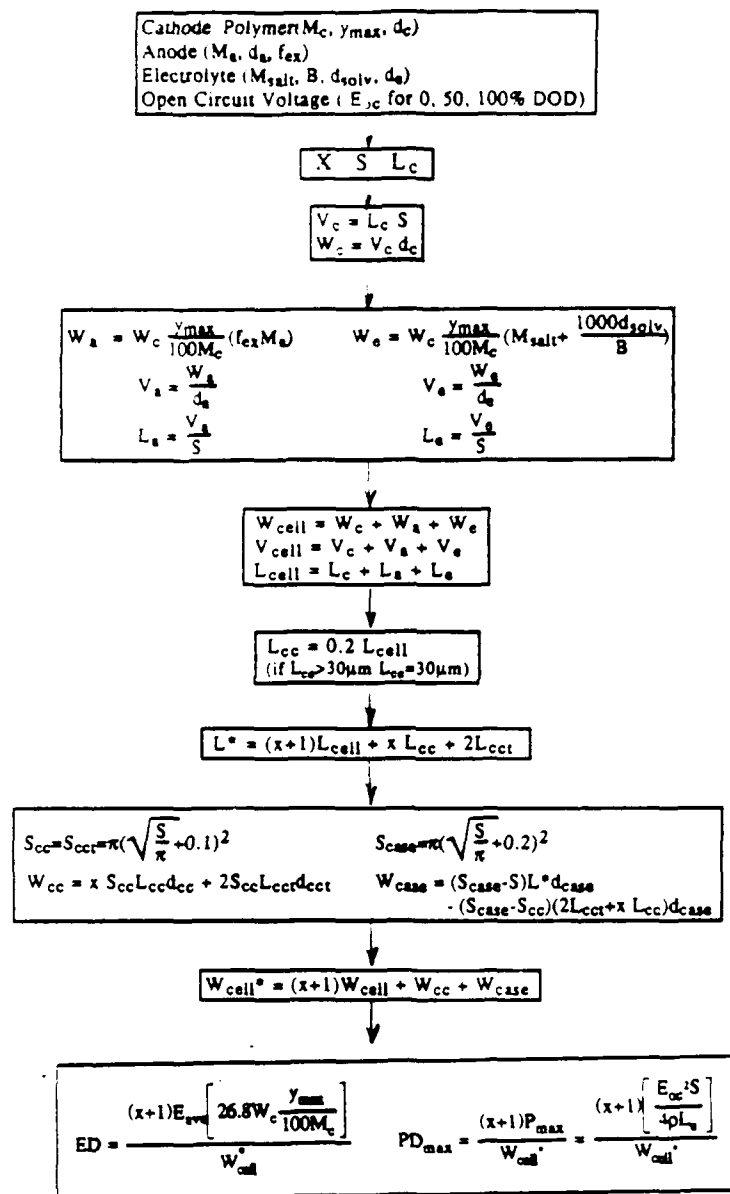 Cathode Polymer(M_c, y_max, d_c)
Anode (M_a, d_a, f_ex)
Electrolyte (M_salt, B, d_solv, d_e)
Open Circuit Voltage ( E_oc for 0, 50, 100% DOD)
X S L_c
V_c = L_c S
W_c = V_c d_c
W_a = W_c y_max/100M_c (f_ex M_a)
W_e = W_c y_max/100M_c (M_salt + 1000d_solv/B)
V_a = W_a/d_a
V_e = W_e/d_e
L_a = V_a/S
L_e = V_e/S
W_cell = W_c + W_a + W_e
V_cell = V_c + V_a + V_e
L_cell = L_c + L_a + L_e
L_cc = 0.2 L_cell
(if L_cc>30μm L_cc=30μm)
L* = (x+1)L_cell + x L_cc + 2L_cct
S_cc=S_cct=π(√(S/π)+0.1)^2
S_case=π(√(S/π)+0.2)^2
W_cc = x S_cc L_cc d_cc + 2S_cc L_cct d_cct
W_case = (S_case-S)L*d_case
- (S_case-S_cc)(2L_cct+x L_cc)d_case
W_cell* = (x+1)W_cell + W_cc + W_case
ED = (x+1)E_ave[26.8W_c y_max/100M_c]/W*_cell
PD_max = (x+1)P_max/W_cell* = (x+1)[E_oc^2S/4ρL_e]/W_cell*